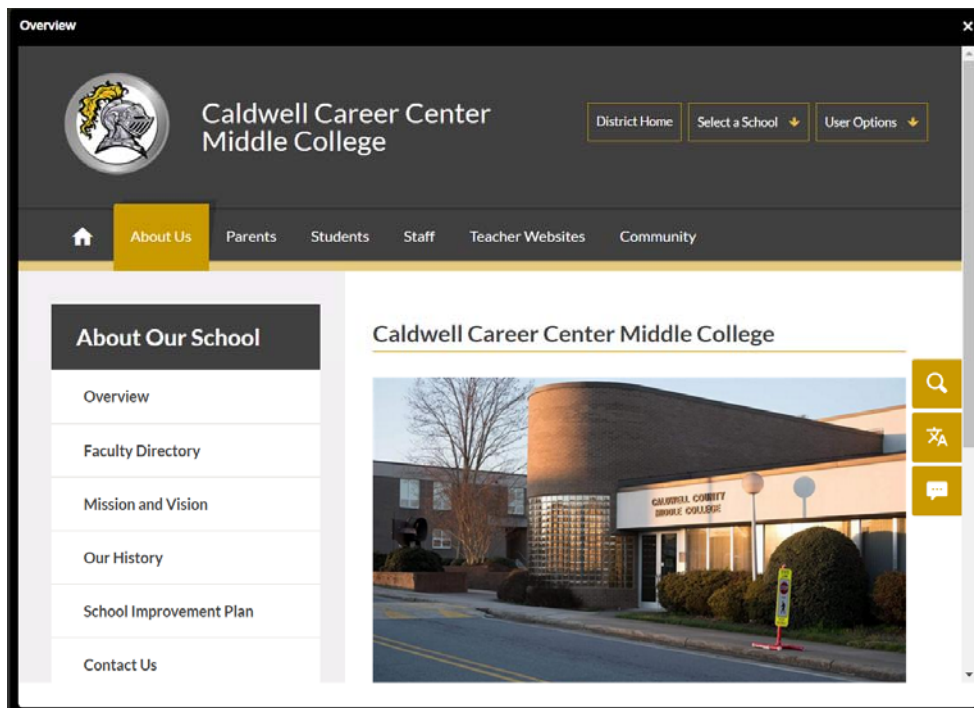 Overview
Caldwell Career Center
Middle College
District Home
Select a School
User Options
About Us
Parents
Students
Staff
Teacher Websites
Community
About Our School
Overview
Faculty Directory
Mission and Vision
Our History
School Improvement Plan
Contact Us
Caldwell Career Center Middle College
CALDWELL COUNTY
MIDDLE COLLEGE